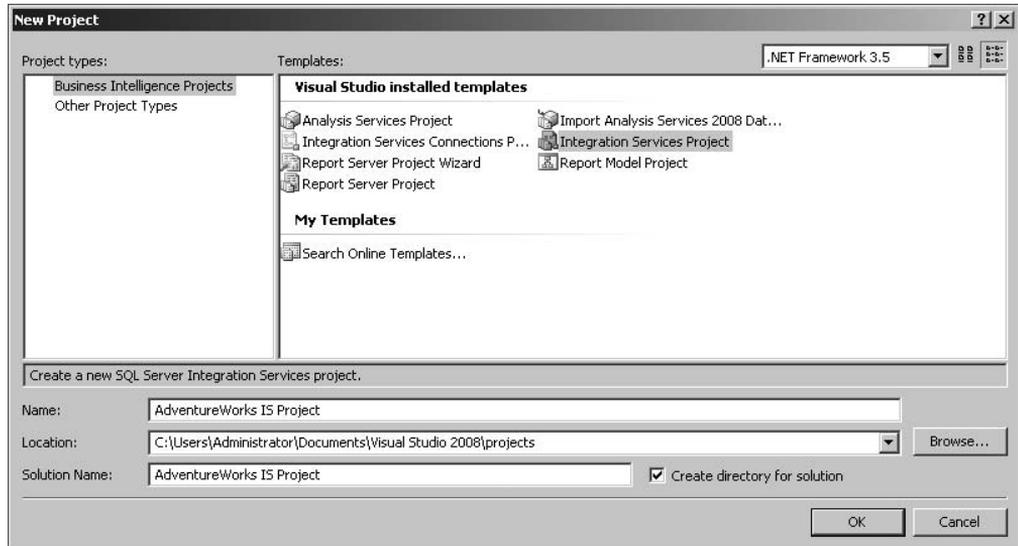 New Project
Project types:
Templates:
.NET Framework 3.5
Business Intelligence Projects
Other Project Types
Visual Studio installed templates
Analysis Services Project
Import Analysis Services 2008 Dat...
Integration Services Connections P...
Integration Services Project
Report Server Project Wizard
Report Model Project
Report Server Project
My Templates
Search Online Templates...
Create a new SQL Server Integration Services project.
Name:
AdventureWorks IS Project
Location:
C:\Users\Administrator\Documents\Visual Studio 2008\projects
Browse...
Solution Name:
AdventureWorks IS Project
Create directory for solution
OK
Cancel